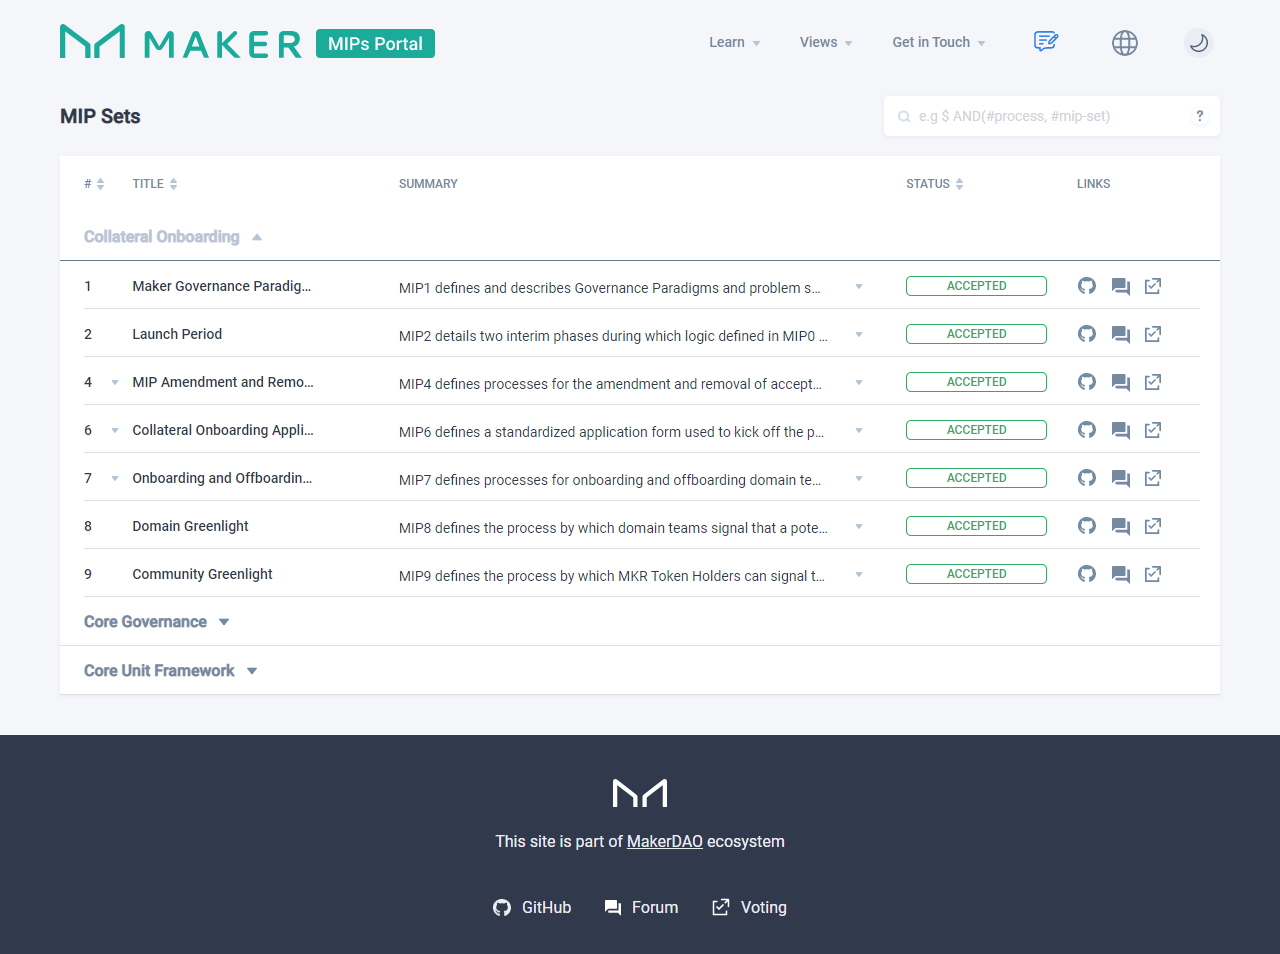 MAKER MIPs Portal Learn Views Get in Touch
MIP Sets e.g $ AND(#process, #mip-set) ?
# TITLE SUMMARY STATUS LINKS
Collateral Onboarding
1 Maker Governance Paradig... MIP1 defines and describes Governance Paradigms and problem s... ACCEPTED
2 Launch Period MIP2 details two interim phases during which logic defined in MIP0 ... ACCEPTED
4 MIP Amendment and Remo... MIP4 defines processes for the amendment and removal of accept... ACCEPTED
6 Collateral Onboarding Appli... MIP6 defines a standardized application form used to kick off the p... ACCEPTED
7 Onboarding and Offboardin... MIP7 defines processes for onboarding and offboarding domain te... ACCEPTED
8 Domain Greenlight MIP8 defines the process by which domain teams signal that a pote... ACCEPTED
9 Community Greenlight MIP9 defines the process by which MKR Token Holders can signal t... ACCEPTED
Core Governance
Core Unit Framework
This site is part of MakerDAO ecosystem
GitHub Forum Voting